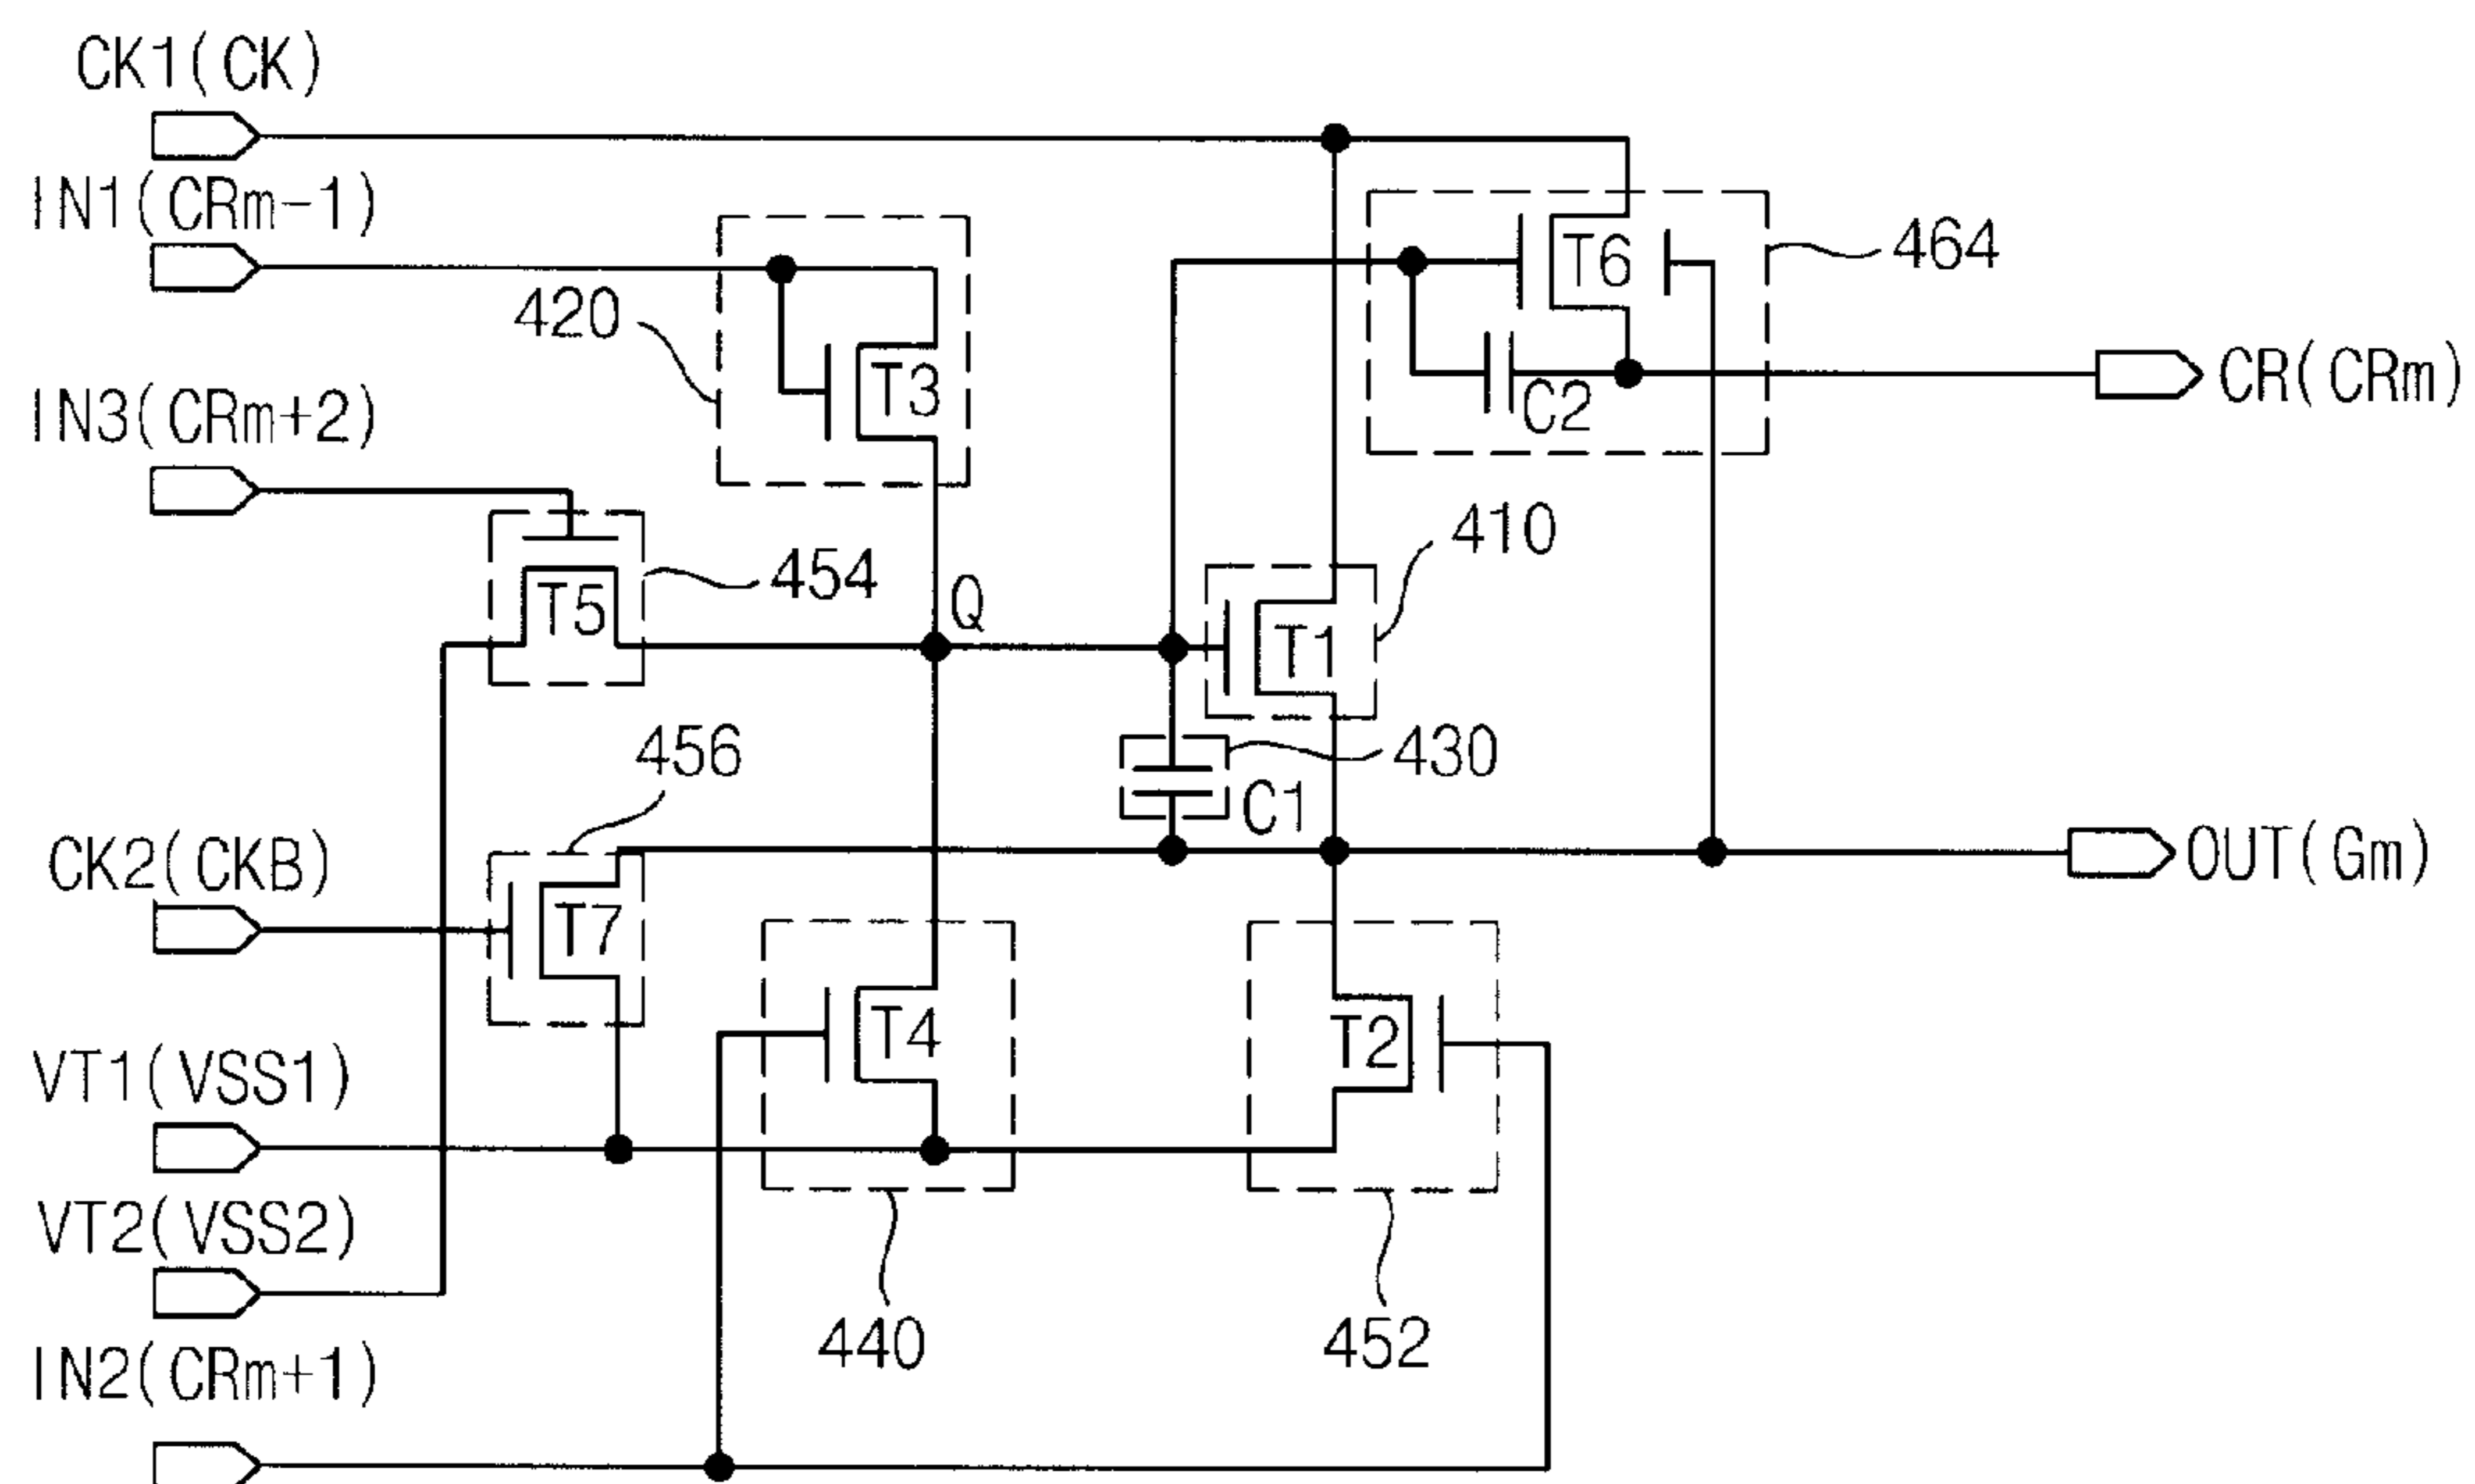 CK1(CK)
IN1(CRm-1)
T6
464
420
T3
CR(CRm)
IN3(CRm+2)
C2
410
454
T5
Q
T1
456
430
C1
CK2(CKB)
OUT(Gm)
T7
T4
T2
VT1(VSS1)
VT2(VSS2)
440
452
IN2(CRm+1)